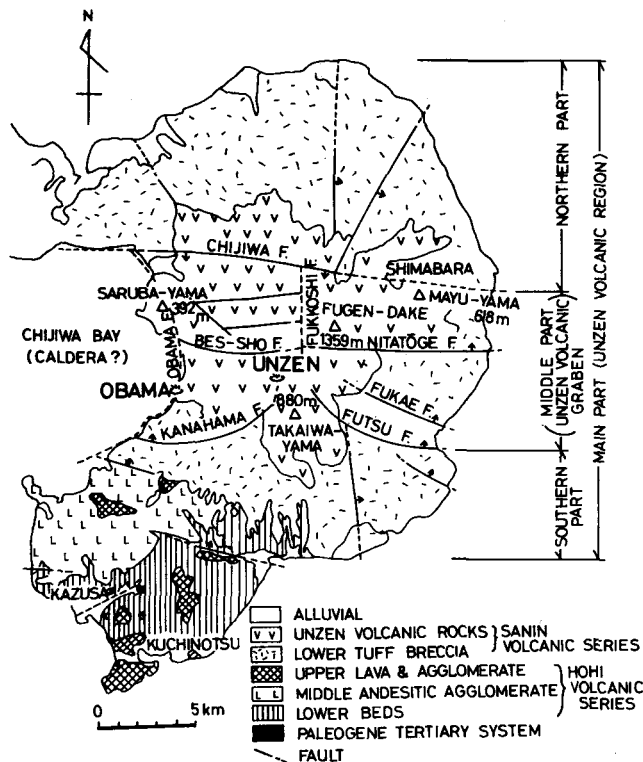 N
CHIJIWA F.
SHIMABARA
SARUBA-YAMA
392
m
MAYU-YAMA
618m
FUKKOSHI F.
FUGEN-DAKE
CHIJIWA BAY
(CALDERA ?)
OBAMA F.
BES-SHO F.
1359m
NITATŌGE F.
UNZEN
OBAMA
880m
FUKAE F.
KANAHAMA F.
TAKAIWA-
YAMA
FUTSU F.
KAZUSA
KUCHINOTSU
NORTHERN PART
MIDDLE PART
(UNZEN VOLCANIC)
GRABEN
SOUTHERN
PART
MAIN PART (UNZEN VOLCANIC REGION)
ALLUVIAL
UNZEN VOLCANIC ROCKS
LOWER TUFF BRECCIA
SANIN
VOLCANIC SERIES
UPPER LAVA & AGGLOMERATE
MIDDLE ANDESITIC AGGLOMERATE
LOWER BEDS
HOHI
VOLCANIC
SERIES
PALEOGENE TERTIARY SYSTEM
FAULT
0 5 km